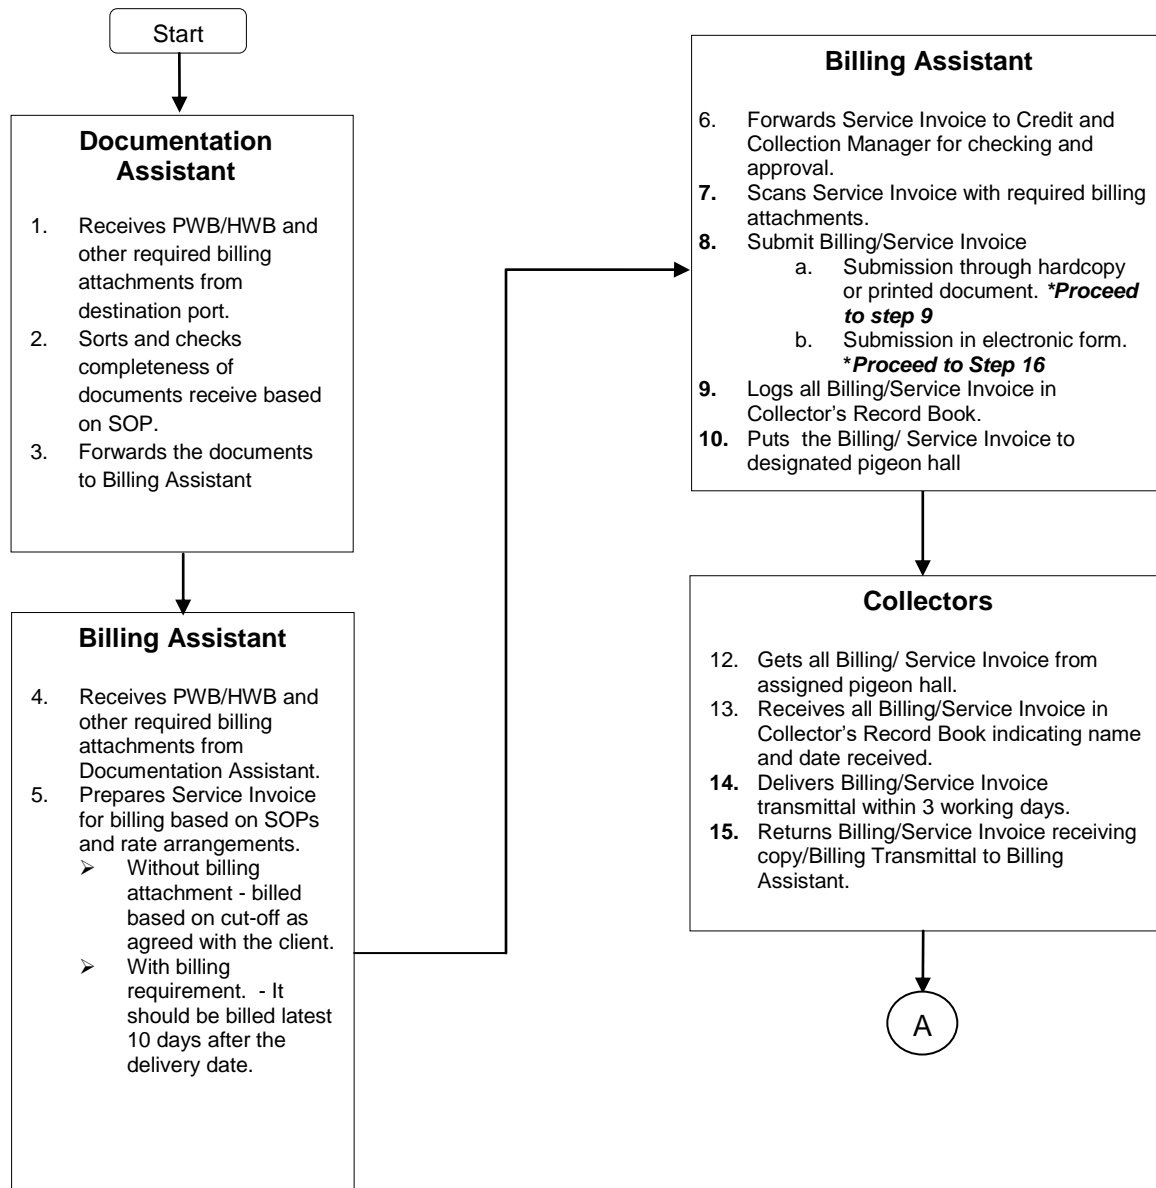 Start
Documentation
Assistant
1. Receives PWB/HWB and
other required billing
attachments from
destination port.
2. Sorts and checks
completeness of
documents receive based
on SOP.
3. Forwards the documents
to Billing Assistant
Billing Assistant
4. Receives PWB/HWB and
other required billing
attachments from
Documentation Assistant.
5. Prepares Service Invoice
for billing based on SOPs
and rate arrangements.
➢ Without billing
attachment - billed
based on cut-off as
agreed with the client.
➢ With billing
requirement. - It
should be billed latest
10 days after the
delivery date.
Billing Assistant
6. Forwards Service Invoice to Credit and
Collection Manager for checking and
approval.
7. Scans Service Invoice with required billing
attachments.
8. Submit Billing/Service Invoice
a. Submission through hardcopy
or printed document. *Proceed
to step 9
b. Submission in electronic form.
*Proceed to Step 16
9. Logs all Billing/Service Invoice in
Collector’s Record Book.
10. Puts the Billing/ Service Invoice to
designated pigeon hall
Collectors
12. Gets all Billing/ Service Invoice from
assigned pigeon hall.
13. Receives all Billing/Service Invoice in
Collector’s Record Book indicating name
and date received.
14. Delivers Billing/Service Invoice
transmittal within 3 working days.
15. Returns Billing/Service Invoice receiving
copy/Billing Transmittal to Billing
Assistant.
A